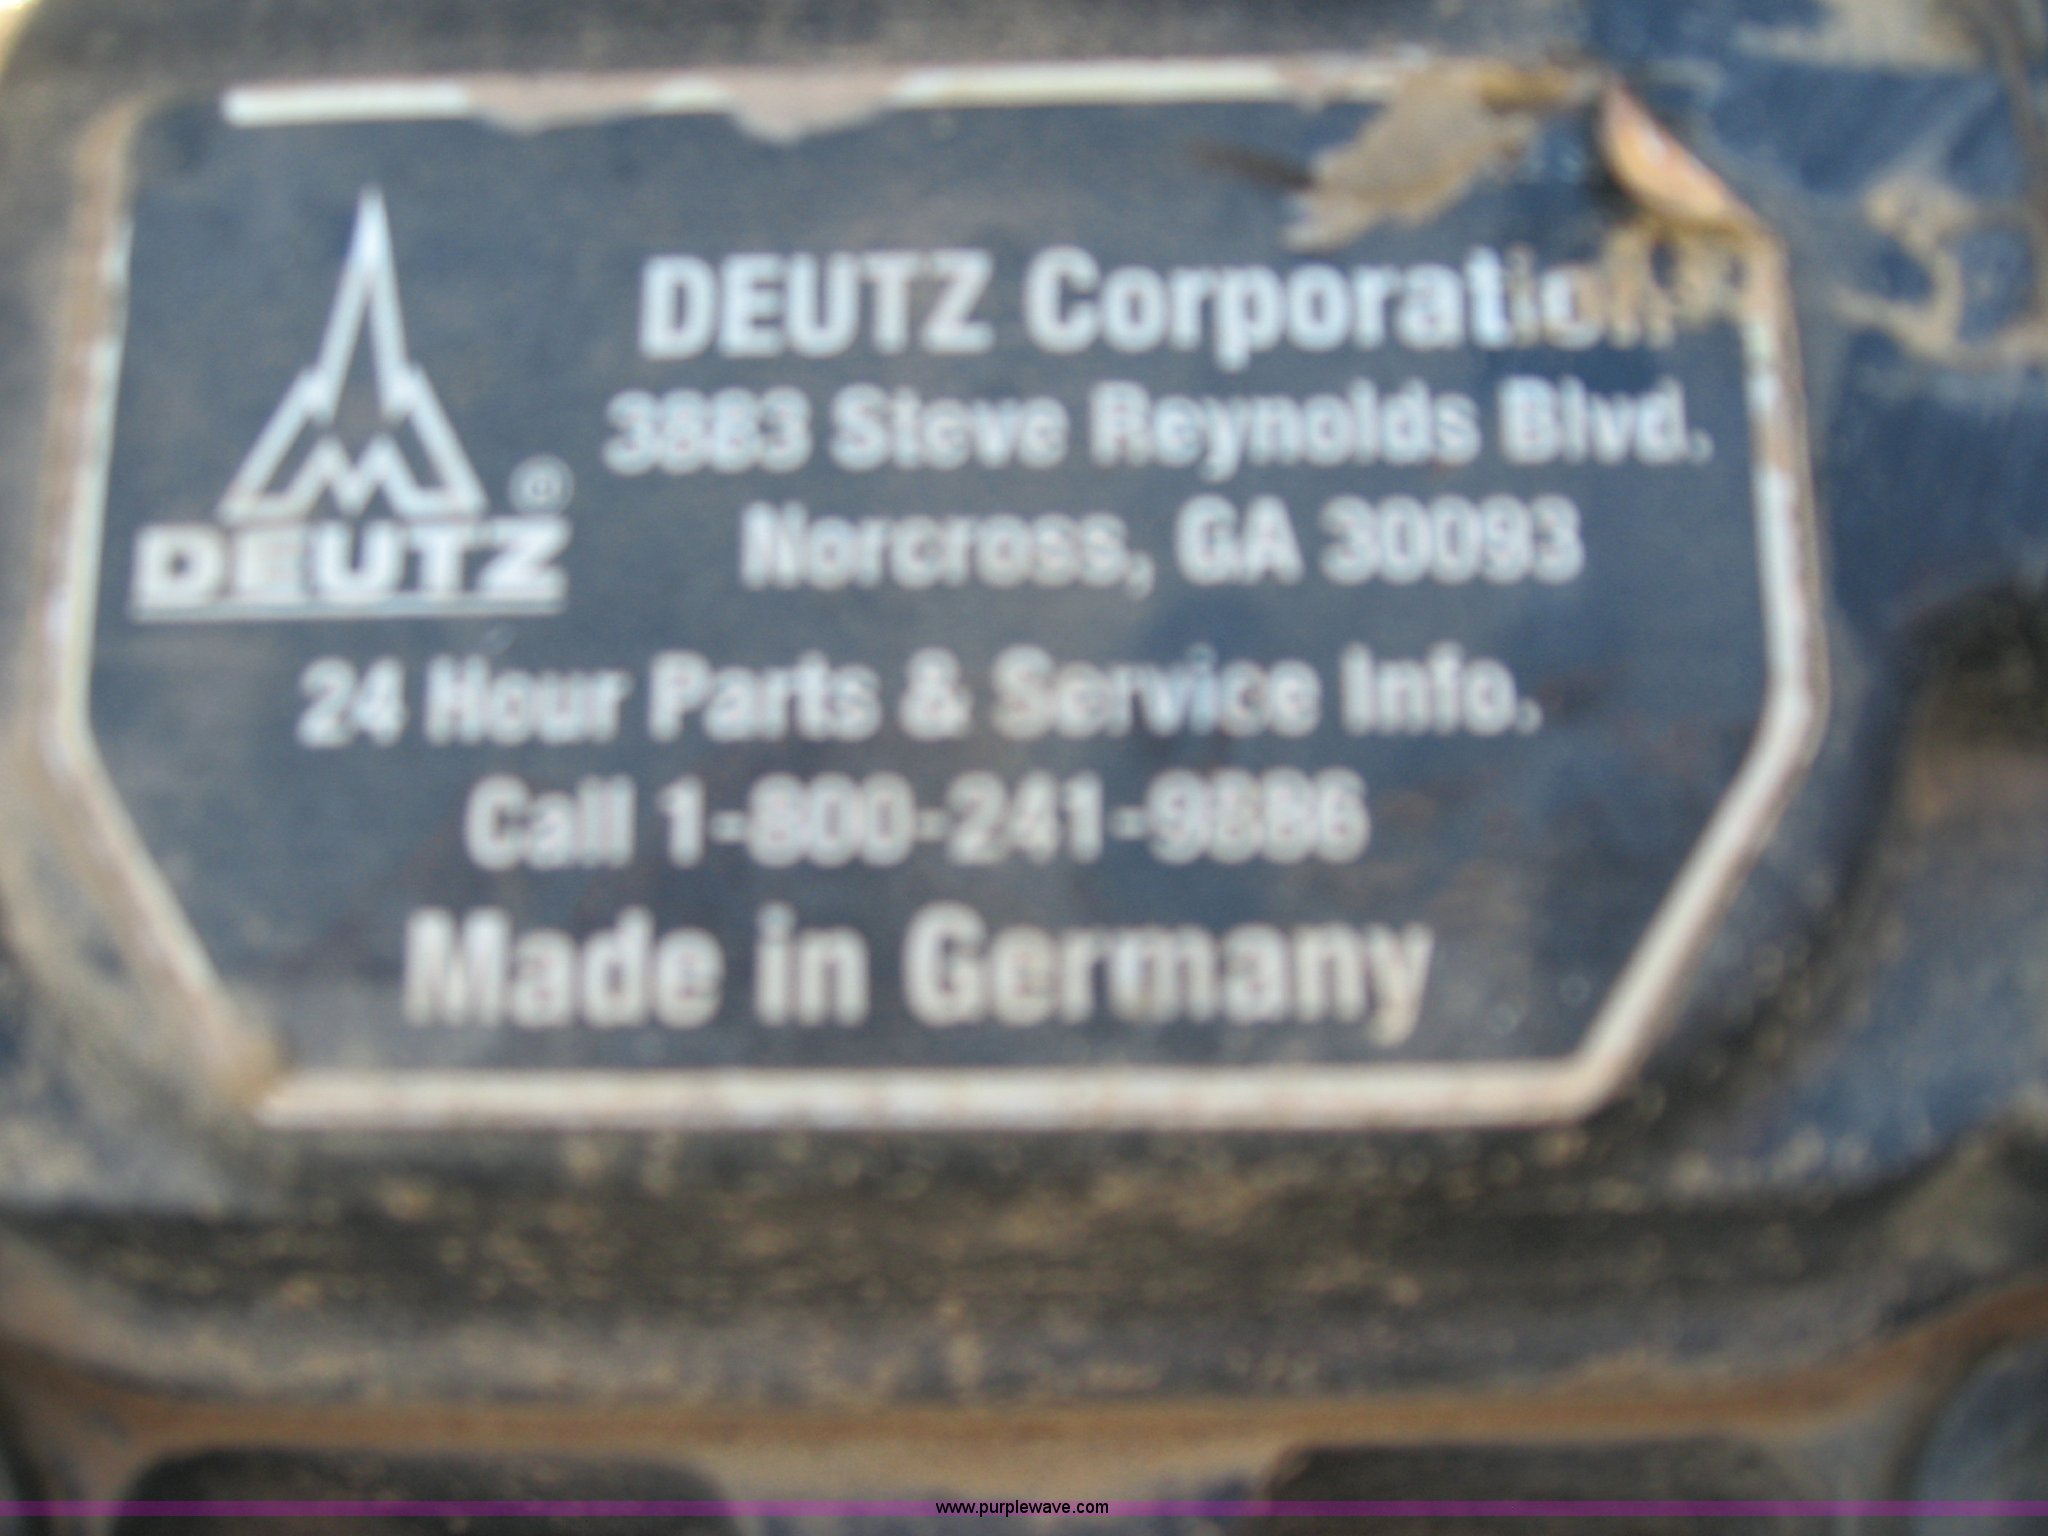 DEUTZ®
DEUTZ Corporation
3883 Steve Reynolds Blvd.
Norcross, GA 30093
24 Hour Parts & Service Info.
Call 1-800-241-9886
Made in Germany
www.purplewave.com